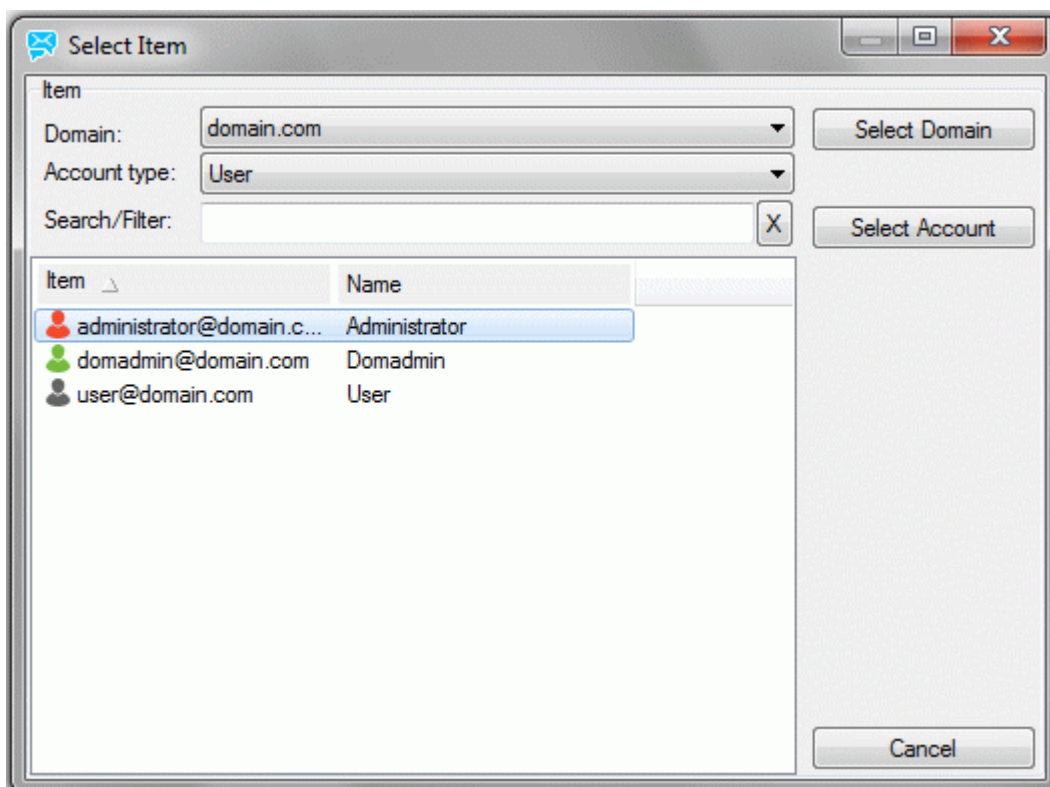 Select Item
Item
Domain: domain.com Select Domain
Account type: User
Search/Filter: X Select Account
Item Name
administrator@domain.c... Administrator
domadmin@domain.com Domadmin
user@domain.com User
Cancel